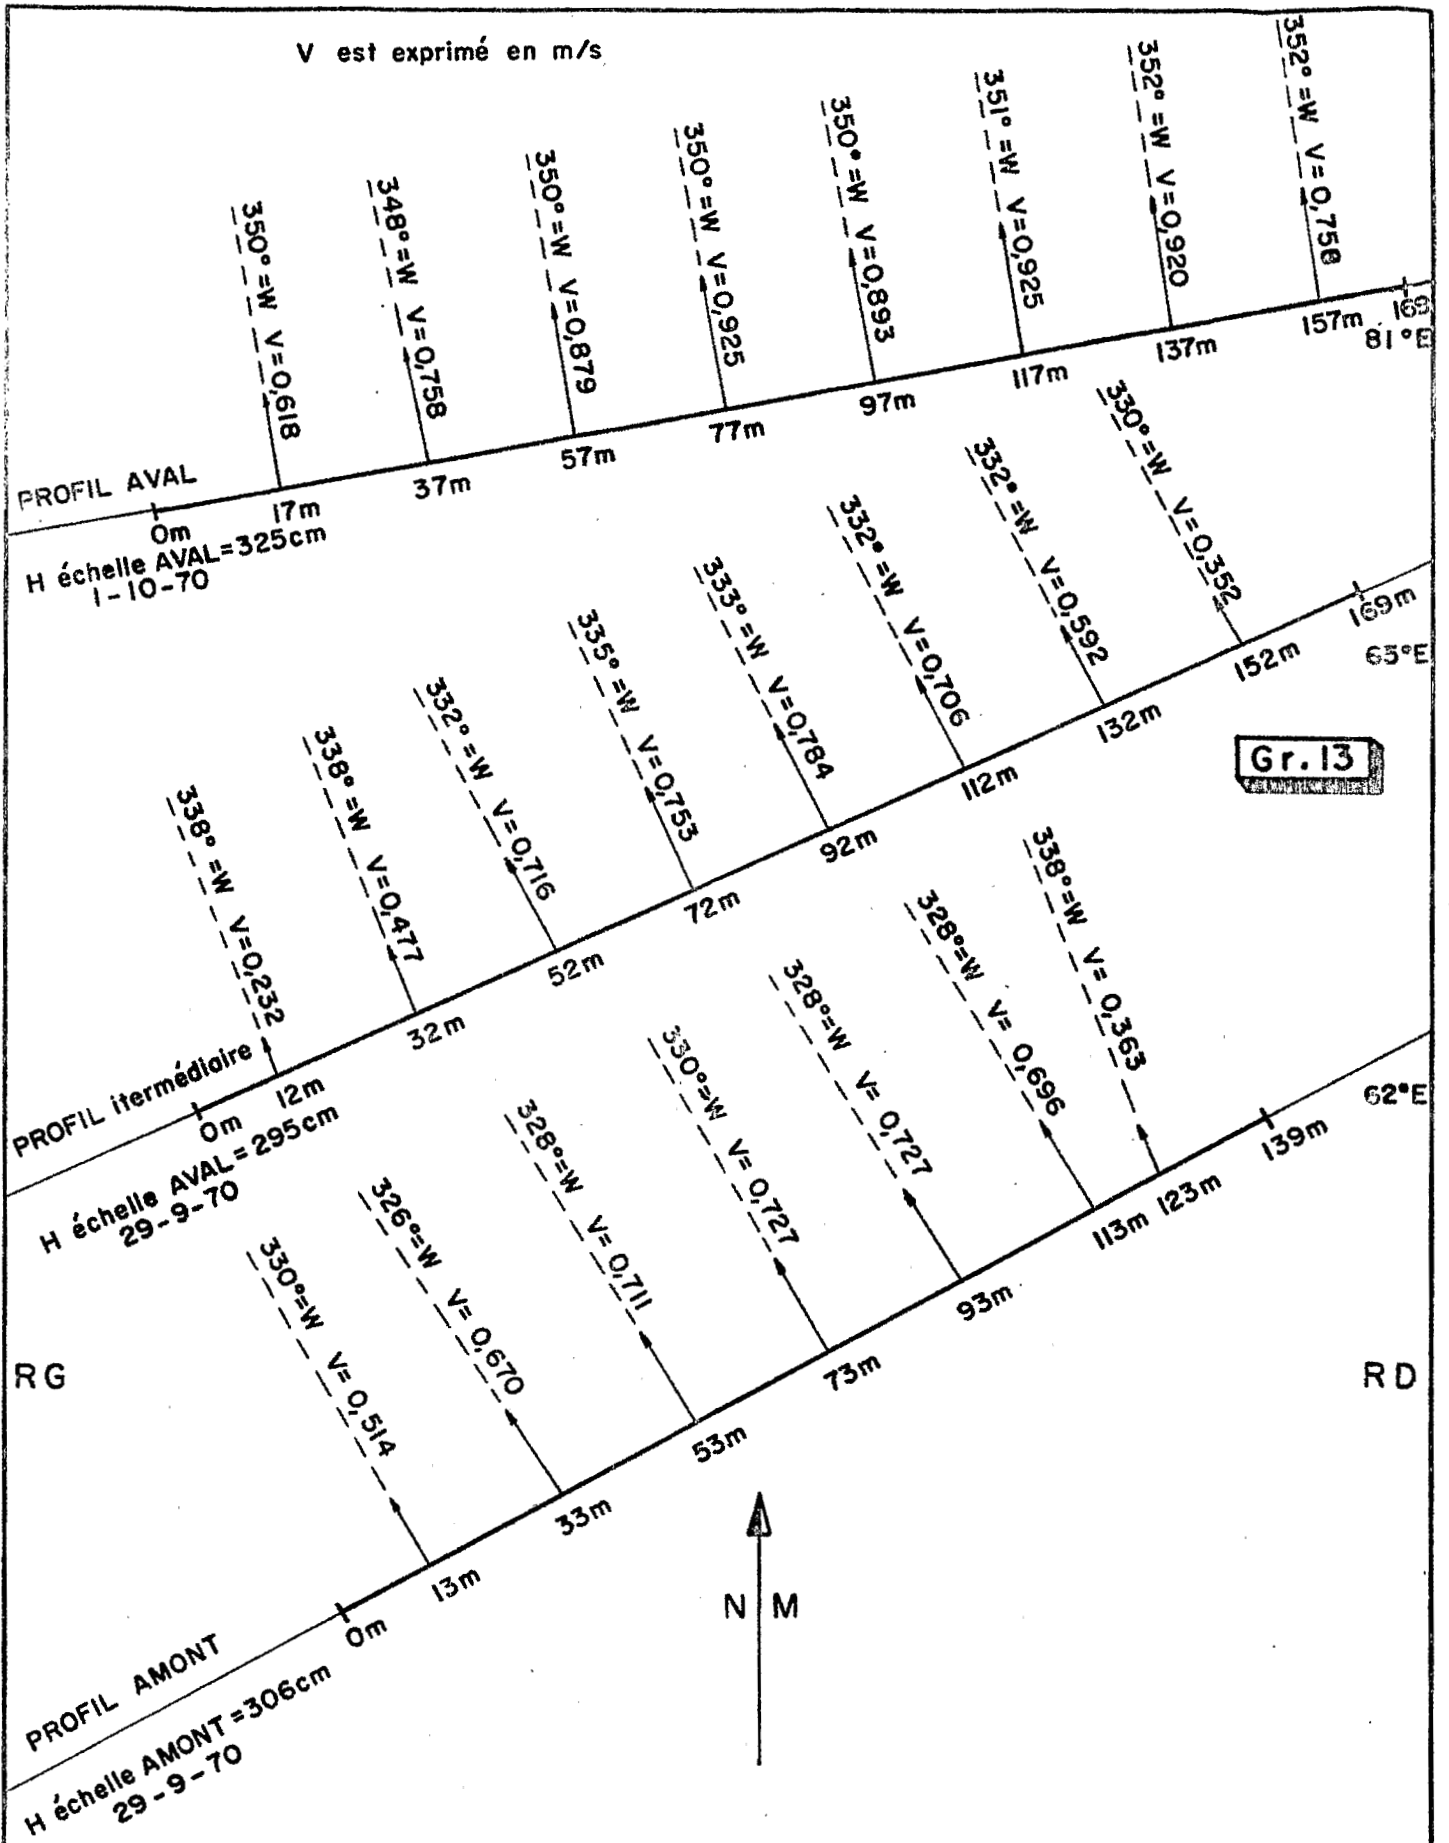 V est exprimé en m/s
350°=W V=0,618
348°=W V=0,758
350°=W V=0,879
350°=W V=0,925
350°=W V=0,893
351°=W V=0,925
352°=W V=0,920
352°=W
PROFIL AVAL
0m
17m
37m
57m
77m
97m
117m
137m
157m
169
81°E
H échelle AVAL=325cm
1-10-70
338°=W V=0,232
338°=W V=0,477
332°=W V=0,716
335°=W V=0,753
333°=W V=0,784
332°=W V=0,706
332°=W V=0,592
330°=W V=0,352
PROFIL itermédiaire
0m
12m
32m
52m
72m
92m
112m
132m
152m
169m
H échelle AVAL=295cm
29-9-70
Gr.13
330°=W V=0,514
326°=W V=0,670
328°=W V=0,711
330°=W V=0,727
328°=W V=0,727
328°=W V=0,696
338°=W V=0,363
PROFIL AMONT
0m
13m
33m
53m
73m
93m
113m
123m
139m
62°E
H échelle AMONT=306cm
29-9-70
RG
RD
N M